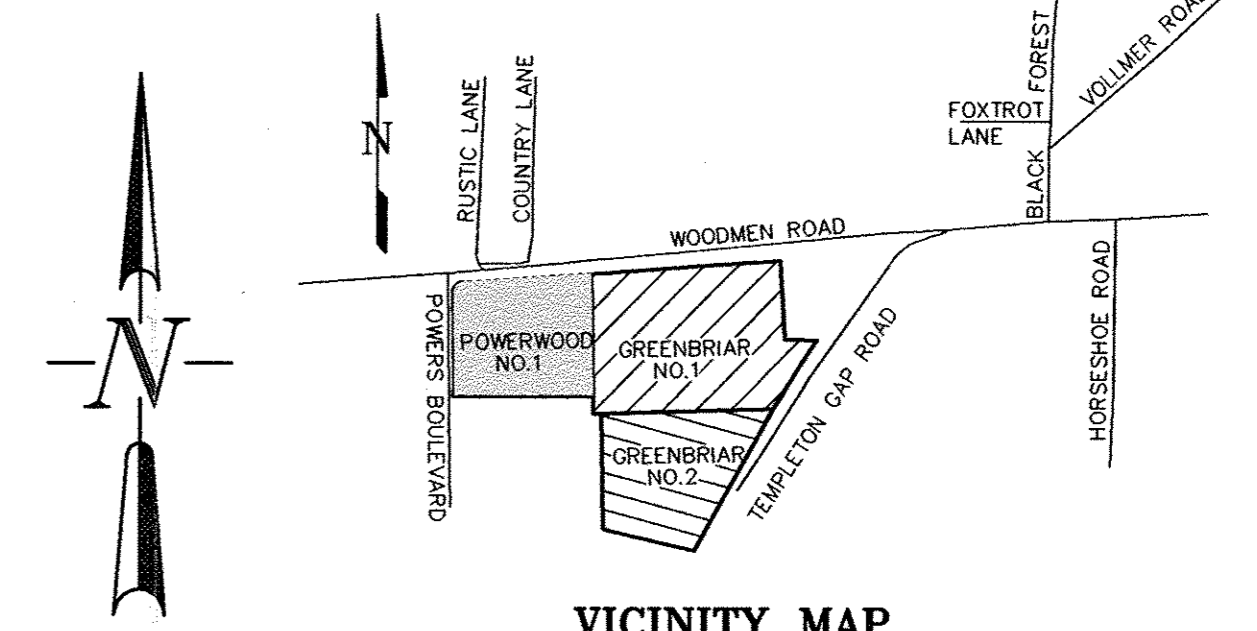 N
N
RUSTIC LANE
COUNTRY LANE
FOXTROT
LANE
BLACK FOREST
VOLLMER ROAD
WOODMEN ROAD
POWERS BOULEVARD
POWERWOOD
NO.1
GREENBRIAR
NO.1
GREENBRIAR
NO.2
TEMPLETON GAP ROAD
HORSESHOE ROAD
VICINITY MAP